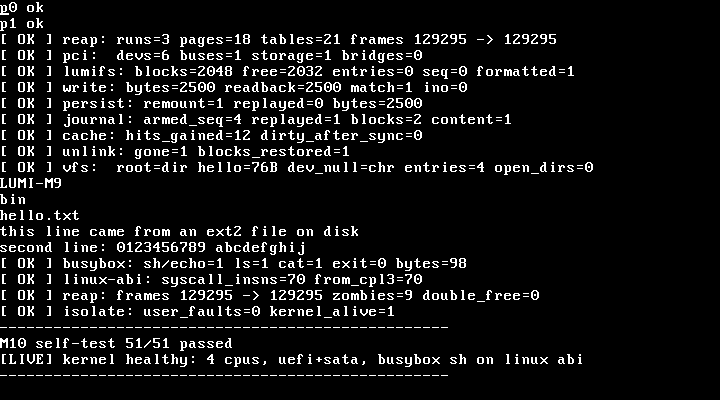 p0 ok
p1 ok
[ OK ] reap: runs=3 pages=18 tables=21 frames 129295 -> 129295
[ OK ] pci:  devs=6 buses=1 storage=1 bridges=0
[ OK ] lumifs: blocks=2048 free=2032 entries=0 seq=0 formatted=1
[ OK ] write: bytes=2500 readback=2500 match=1 ino=0
[ OK ] persist: remount=1 replayed=0 bytes=2500
[ OK ] journal: armed_seq=4 replayed=1 blocks=2 content=1
[ OK ] cache: hits_gained=12 dirty_after_sync=0
[ OK ] unlink: gone=1 blocks_restored=1
[ OK ] vfs:  root=dir hello=76B dev_null=chr entries=4 open_dirs=0
LUMI-M9
bin
hello.txt
this line came from an ext2 file on disk
second line: 0123456789 abcdefghij
[ OK ] busybox: sh/echo=1 ls=1 cat=1 exit=0 bytes=98
[ OK ] linux-abi: syscall_insns=70 from_cpl3=70
[ OK ] reap: frames 129295 -> 129295 zombies=9 double_free=0
[ OK ] isolate: user_faults=0 kernel_alive=1
--------------------------------------------------------
M10 self-test 51/51 passed
[LIVE] kernel healthy: 4 cpus, uefi+sata, busybox sh on linux abi
--------------------------------------------------------